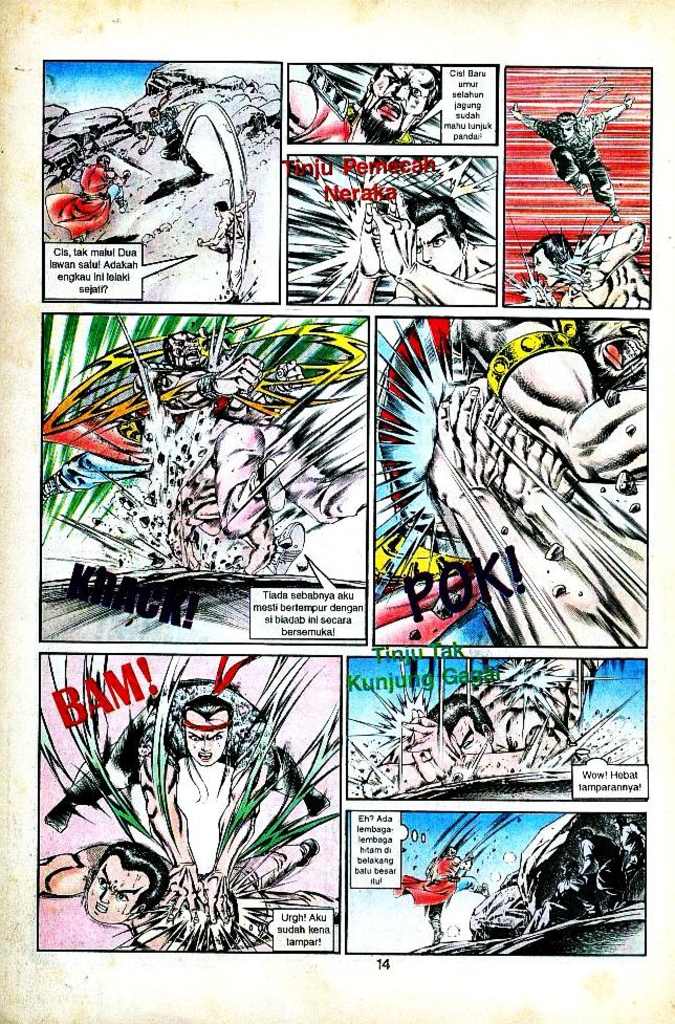 Cis, tak malu! Dua
lawan satu! Adakah
engkau ini lelaki
sejati?
Cis! Baru
umur
setahun
jagung
sudah
mahu tunjuk
pandai!
Tinju Pemecah
Neraka
KRACK!
Tiada sebabnya aku
mesti bertempur dengan
si biadab ini secara
bersemuka!
POK!
BAM!
Urgh! Aku
sudah kena
tampar!
Tinju Tak
Kunjung Gagal
Wow! Hebat
tamparannya!
Eh? Ada
lembaga-
lembaga
hitam di
belakang
batu besar
itu!
14